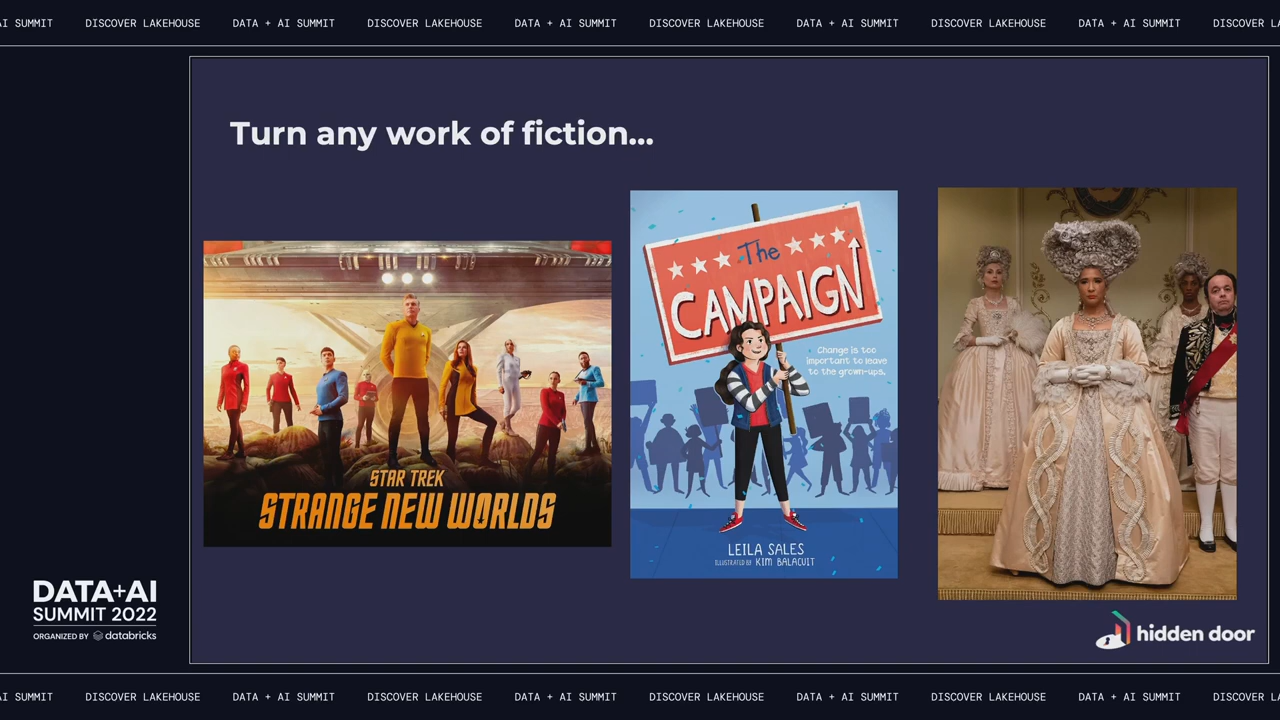 AI SUMMIT DISCOVER LAKEHOUSE DATA + AI SUMMIT DISCOVER LAKEHOUSE DATA + AI SUMMIT DISCOVER LAKEHOUSE DATA + AI SUMMIT DISCOVER LAKEHOUSE DATA + AI SUMMIT DISCOVER LA
Turn any work of fiction...
STAR TREK
STRANGE NEW WORLDS
The
CAMPAIGN
Change is too
important to leave
to the grown-ups.
LEILA SALES
ILLUSTRATED BY KIM BALACUIT
DATA+AI
SUMMIT 2022
ORGANIZED BY databricks
hidden door
AI SUMMIT DISCOVER LAKEHOUSE DATA + AI SUMMIT DISCOVER LAKEHOUSE DATA + AI SUMMIT DISCOVER LAKEHOUSE DATA + AI SUMMIT DISCOVER LAKEHOUSE DATA + AI SUMMIT DISCOVER LA